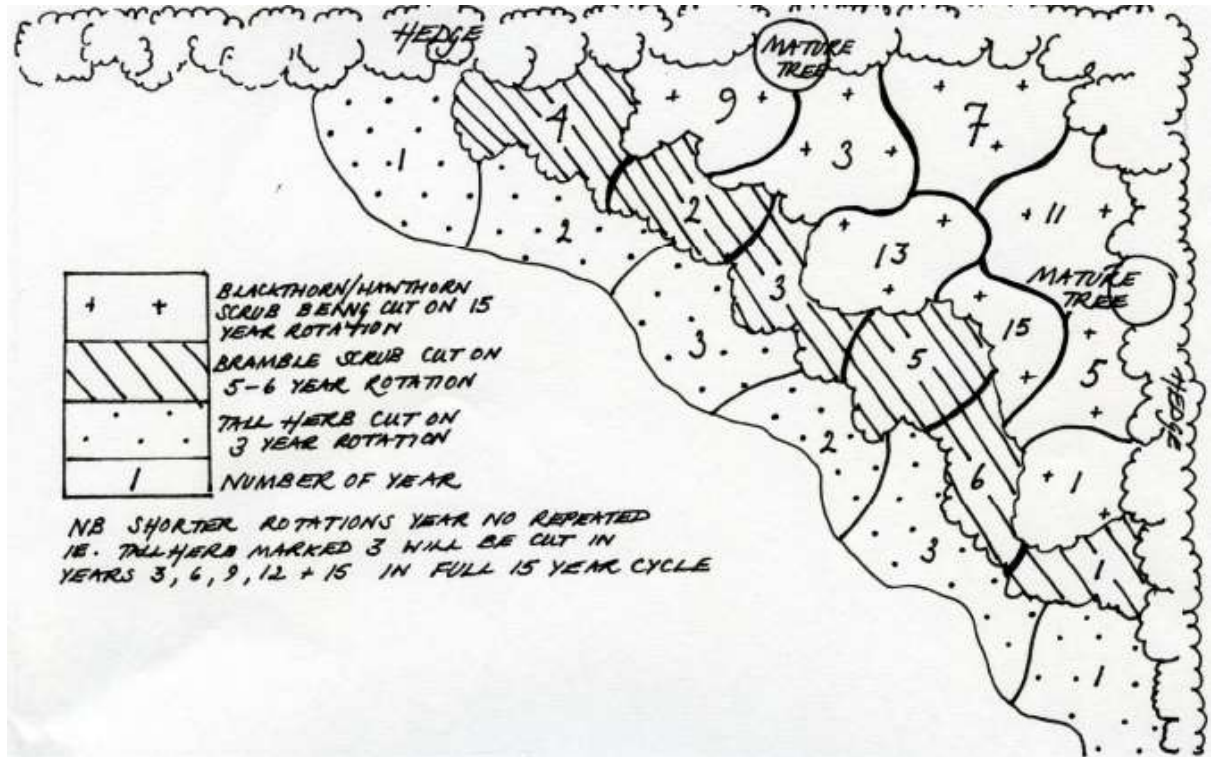 HEDGE
MATURE
TREE
4
9
3
7
1
2
2
13
11
MATURE
TREE
3
3
15
5
5
2
6
1
3
1
1
HEDGE
BLACKTHORN/HAWTHORN
SCRUB BEING CUT ON 15
YEAR ROTATION
BRAMBLE SCRUB CUT ON
5-6 YEAR ROTATION
TALL HERB CUT ON
3 YEAR ROTATION
1 NUMBER OF YEAR
NB SHORTER ROTATIONS YEAR NO REPEATED
IE. TALL HERB MARKED 3 WILL BE CUT IN
YEARS 3, 6, 9, 12 + 15 IN FULL 15 YEAR CYCLE